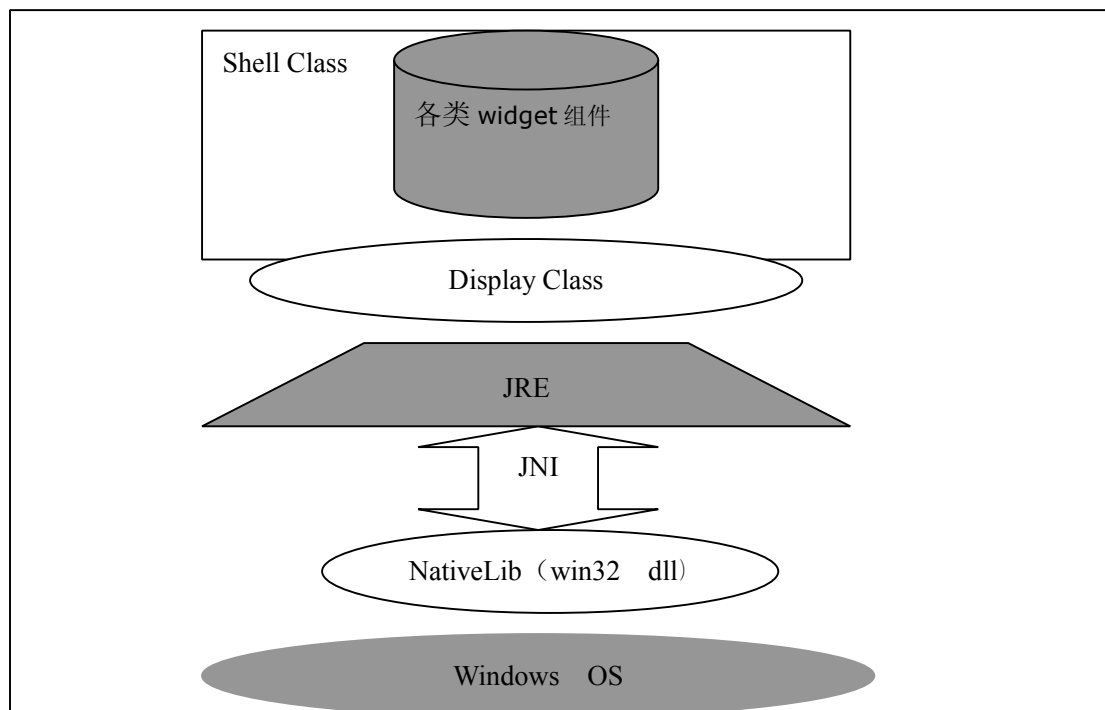 Shell Class
各类 widget 组件
Display Class
JRE
JNI
NativeLib（win32 dll）
Windows OS